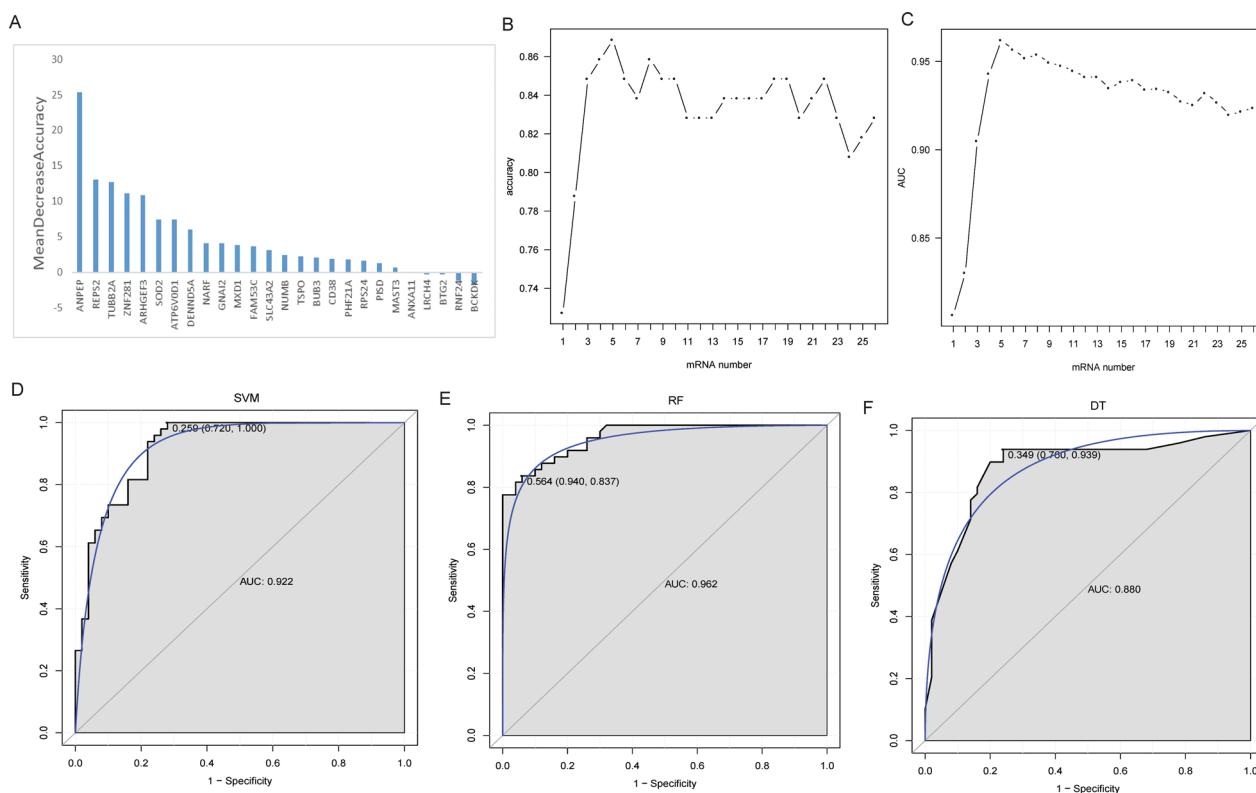 A
MeanDecreaseAccuracy
30
25
20
15
10
5
0
-5
ANPEP
REPS2
TUBB2A
ZNF281
ARHGEF3
SOD2
ATP6V0D1
DENND5A
NARF
GNAI2
MXD1
FAM53C
SLC43A2
NUMB
TSPO
BUB3
CD38
PHF21A
RPS24
PISD
MAST3
ANXA11
LRCH4
BTG2
RNF24
BCKDK
B
accuracy
0.86
0.84
0.82
0.80
0.78
0.76
0.74
1 3 5 7 9 11 13 15 17 19 21 23 25
mRNA number
C
AUC
0.95
0.90
0.85
1 3 5 7 9 11 13 15 17 19 21 23 25
mRNA number
D
SVM
Sensitivity
1.0
0.8
0.6
0.4
0.2
0.0
0.259 (0.720, 1.000)
AUC: 0.922
0.0 0.2 0.4 0.6 0.8 1.0
1 − Specificity
E
RF
Sensitivity
1.0
0.8
0.6
0.4
0.2
0.0
0.564 (0.940, 0.837)
AUC: 0.962
0.0 0.2 0.4 0.6 0.8 1.0
1 − Specificity
F
DT
Sensitivity
1.0
0.8
0.6
0.4
0.2
0.0
0.349 (0.760, 0.939)
AUC: 0.880
0.0 0.2 0.4 0.6 0.8 1.0
1 − Specificity